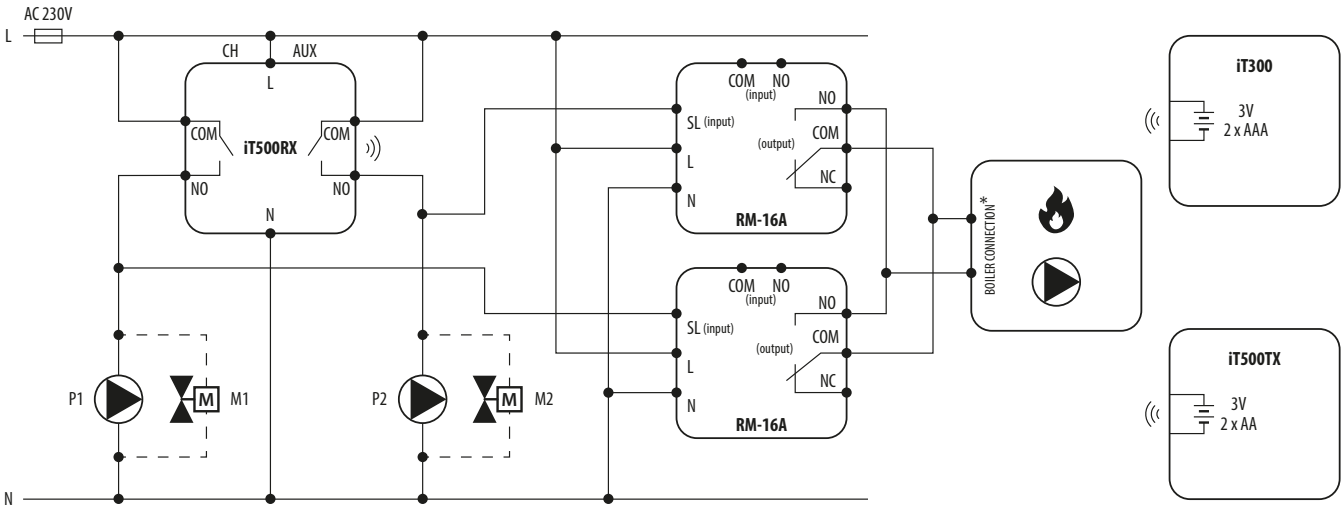 AC 230V
L
CH
AUX
L
COM
COM
iT500RX
NO
NO
N
COM NO
(input)
SL (input)
NO
COM
(output)
L
NC
N
RM-16A
COM NO
(input)
SL (input)
NO
COM
(output)
L
NC
N
RM-16A
BOILER CONNECTION*
P1
M
M1
P2
M
M2
N
iT300
3V
2 x AAA
iT500TX
3V
2 x AA